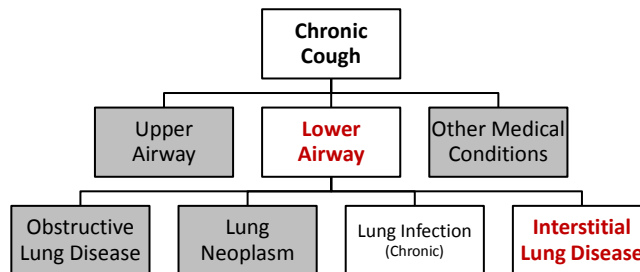 Chronic
Cough
Upper
Airway
Lower
Airway
Other Medical
Conditions
Obstructive
Lung Disease
Lung
Neoplasm
Lung Infection
(Chronic)
Interstitial
Lung Disease